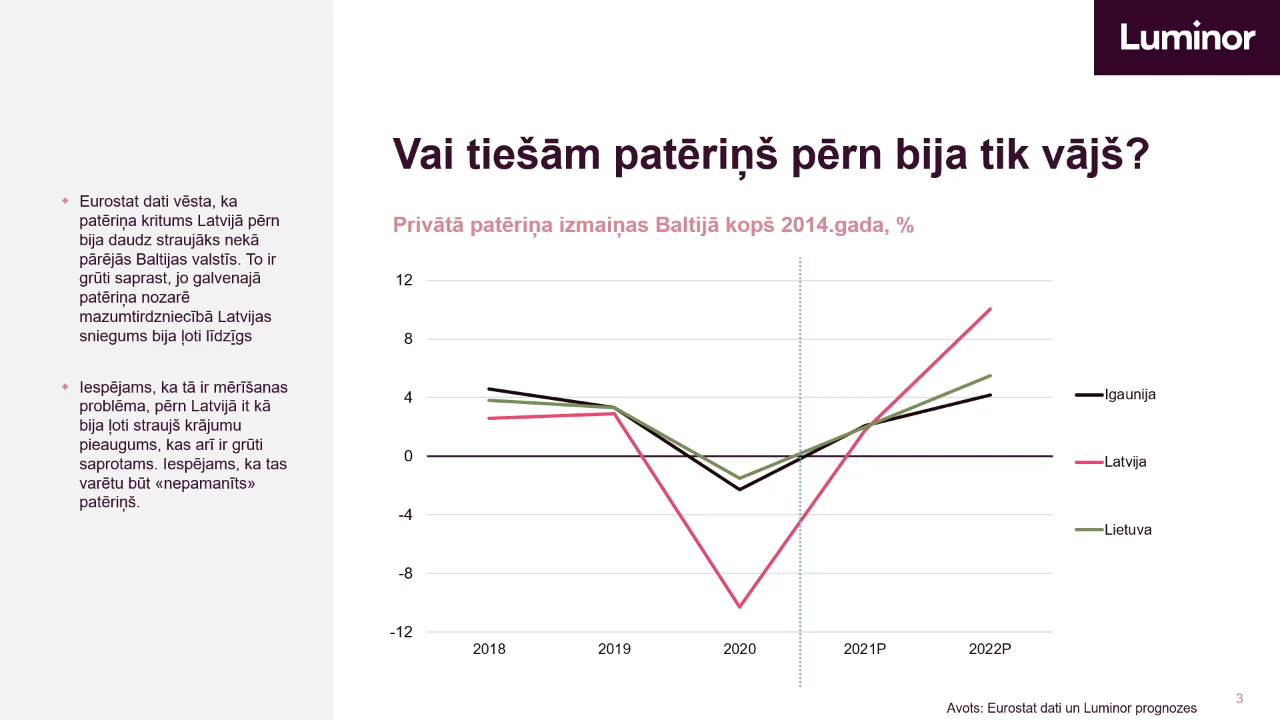 Luminor
Vai tiešām patēriņš pērn bija tik vājš?
Eurostat dati vēsta, ka
patēriņa kritums Latvijā pērn
bija daudz straujāks nekā
pārējās Baltijas valstīs. To ir
grūti saprast, jo galvenajā
patēriņa nozarē
mazumtirdzniecībā Latvijas
sniegums bija ļoti līdzīgs
Iespējams, ka tā ir mērīšanas
problēma, pērn Latvijā it kā
bija ļoti straujš krājumu
pieaugums, kas arī ir grūti
saprotams. Iespējams, ka tas
varētu būt «nepamanīts»
patēriņš.
Privātā patēriņa izmaiņas Baltijā kopš 2014.gada, %
12
8
4
0
-4
-8
-12
2018 2019 2020 2021P 2022P
Igaunija
Latvija
Lietuva
Avots: Eurostat dati un Luminor prognozes
3